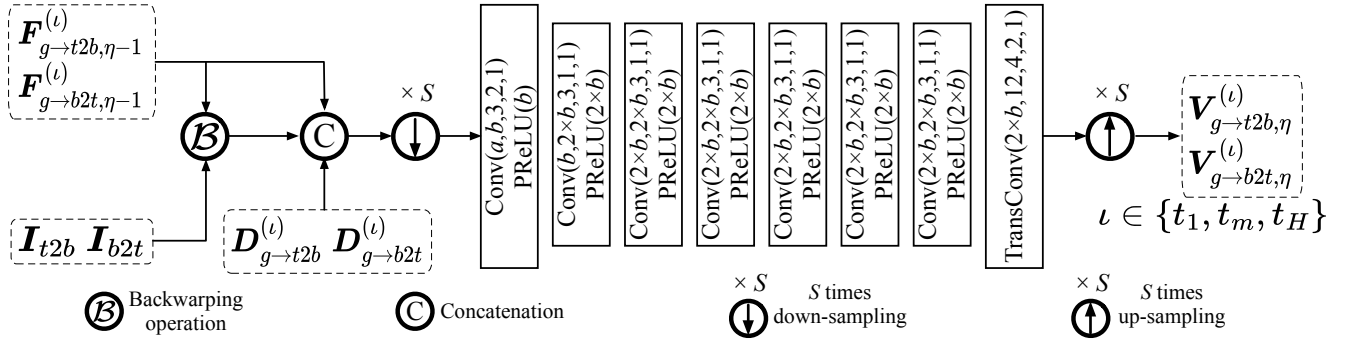 F^{(ι)}_{g→t2b,η−1}
F^{(ι)}_{g→b2t,η−1}
I_{t2b} I_{b2t}
B
C
D^{(ι)}_{g→t2b} D^{(ι)}_{g→b2t}
× S
Conv(a,b,3,2,1)
PReLU(b)
Conv(b,2×b,3,1,1)
PReLU(2×b)
Conv(2×b,2×b,3,1,1)
PReLU(2×b)
Conv(2×b,2×b,3,1,1)
PReLU(2×b)
Conv(2×b,2×b,3,1,1)
PReLU(2×b)
Conv(2×b,2×b,3,1,1)
PReLU(2×b)
Conv(2×b,2×b,3,1,1)
PReLU(2×b)
TransConv(2×b,12,4,2,1)
× S
V^{(ι)}_{g→t2b,η}
V^{(ι)}_{g→b2t,η}
ι ∈ {t_1, t_m, t_H}
B
Backwarping
operation
C
Concatenation
× S
S times
down-sampling
× S
S times
up-sampling